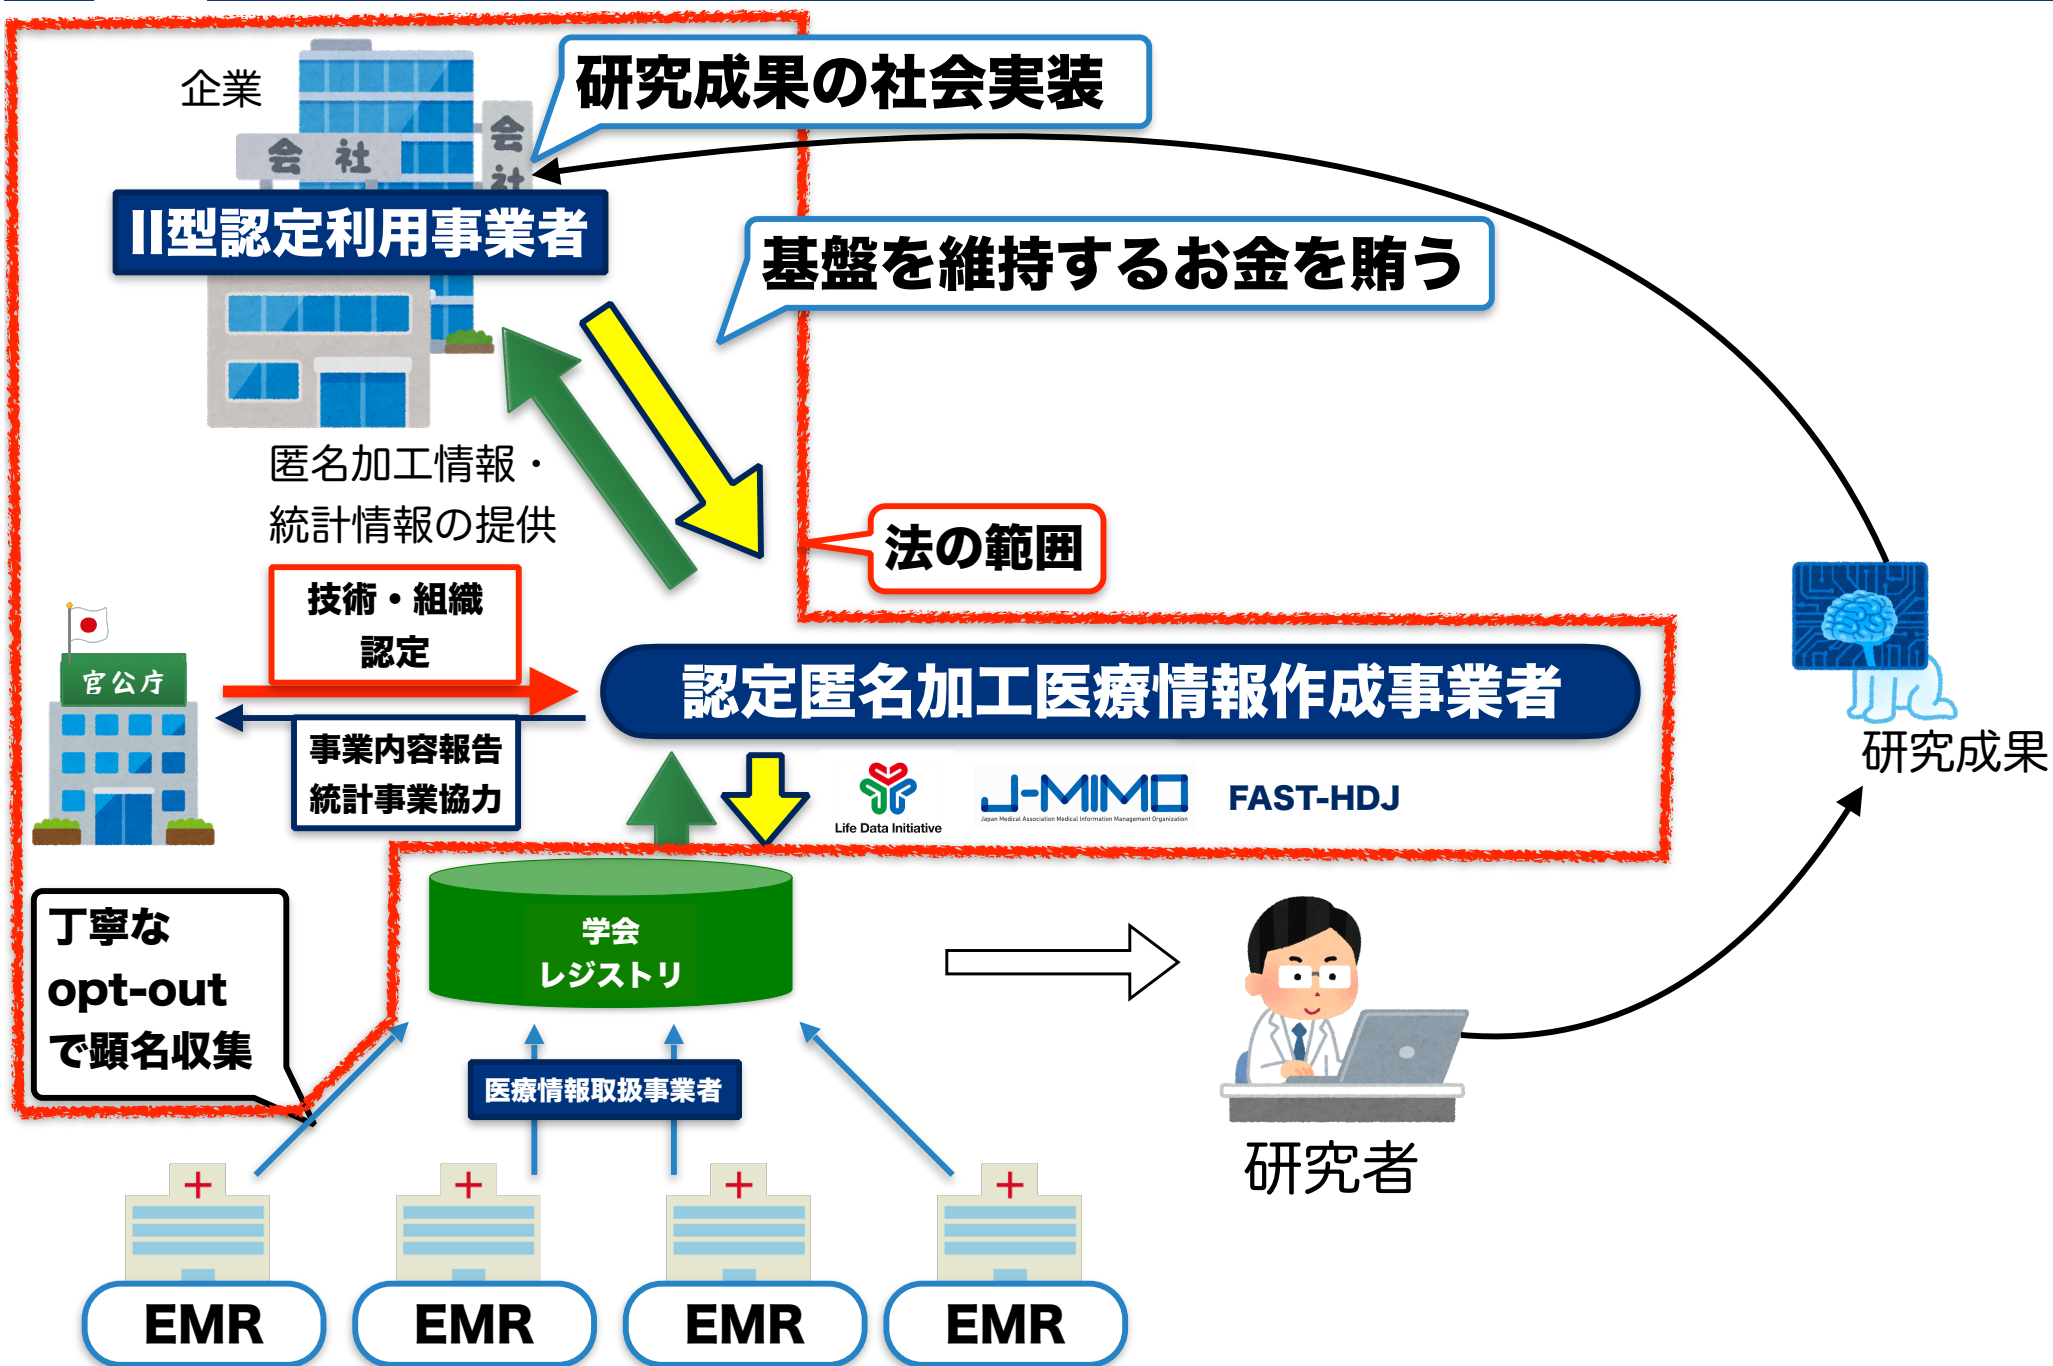 企業
研究成果の社会実装
会社
会社
II型認定利用事業者
基盤を維持するお金を賄う
匿名加工情報・
統計情報の提供
法の範囲
技術・組織
認定
官公庁
認定匿名加工医療情報作成事業者
事業内容報告
統計事業協力
Life Data Initiative
J-MIMO
Japan Medical Association Medical Information Management Organization
FAST-HDJ
研究成果
丁寧な
opt-out
で顕名収集
学会
レジストリ
医療情報取扱事業者
研究者
EMR
EMR
EMR
EMR